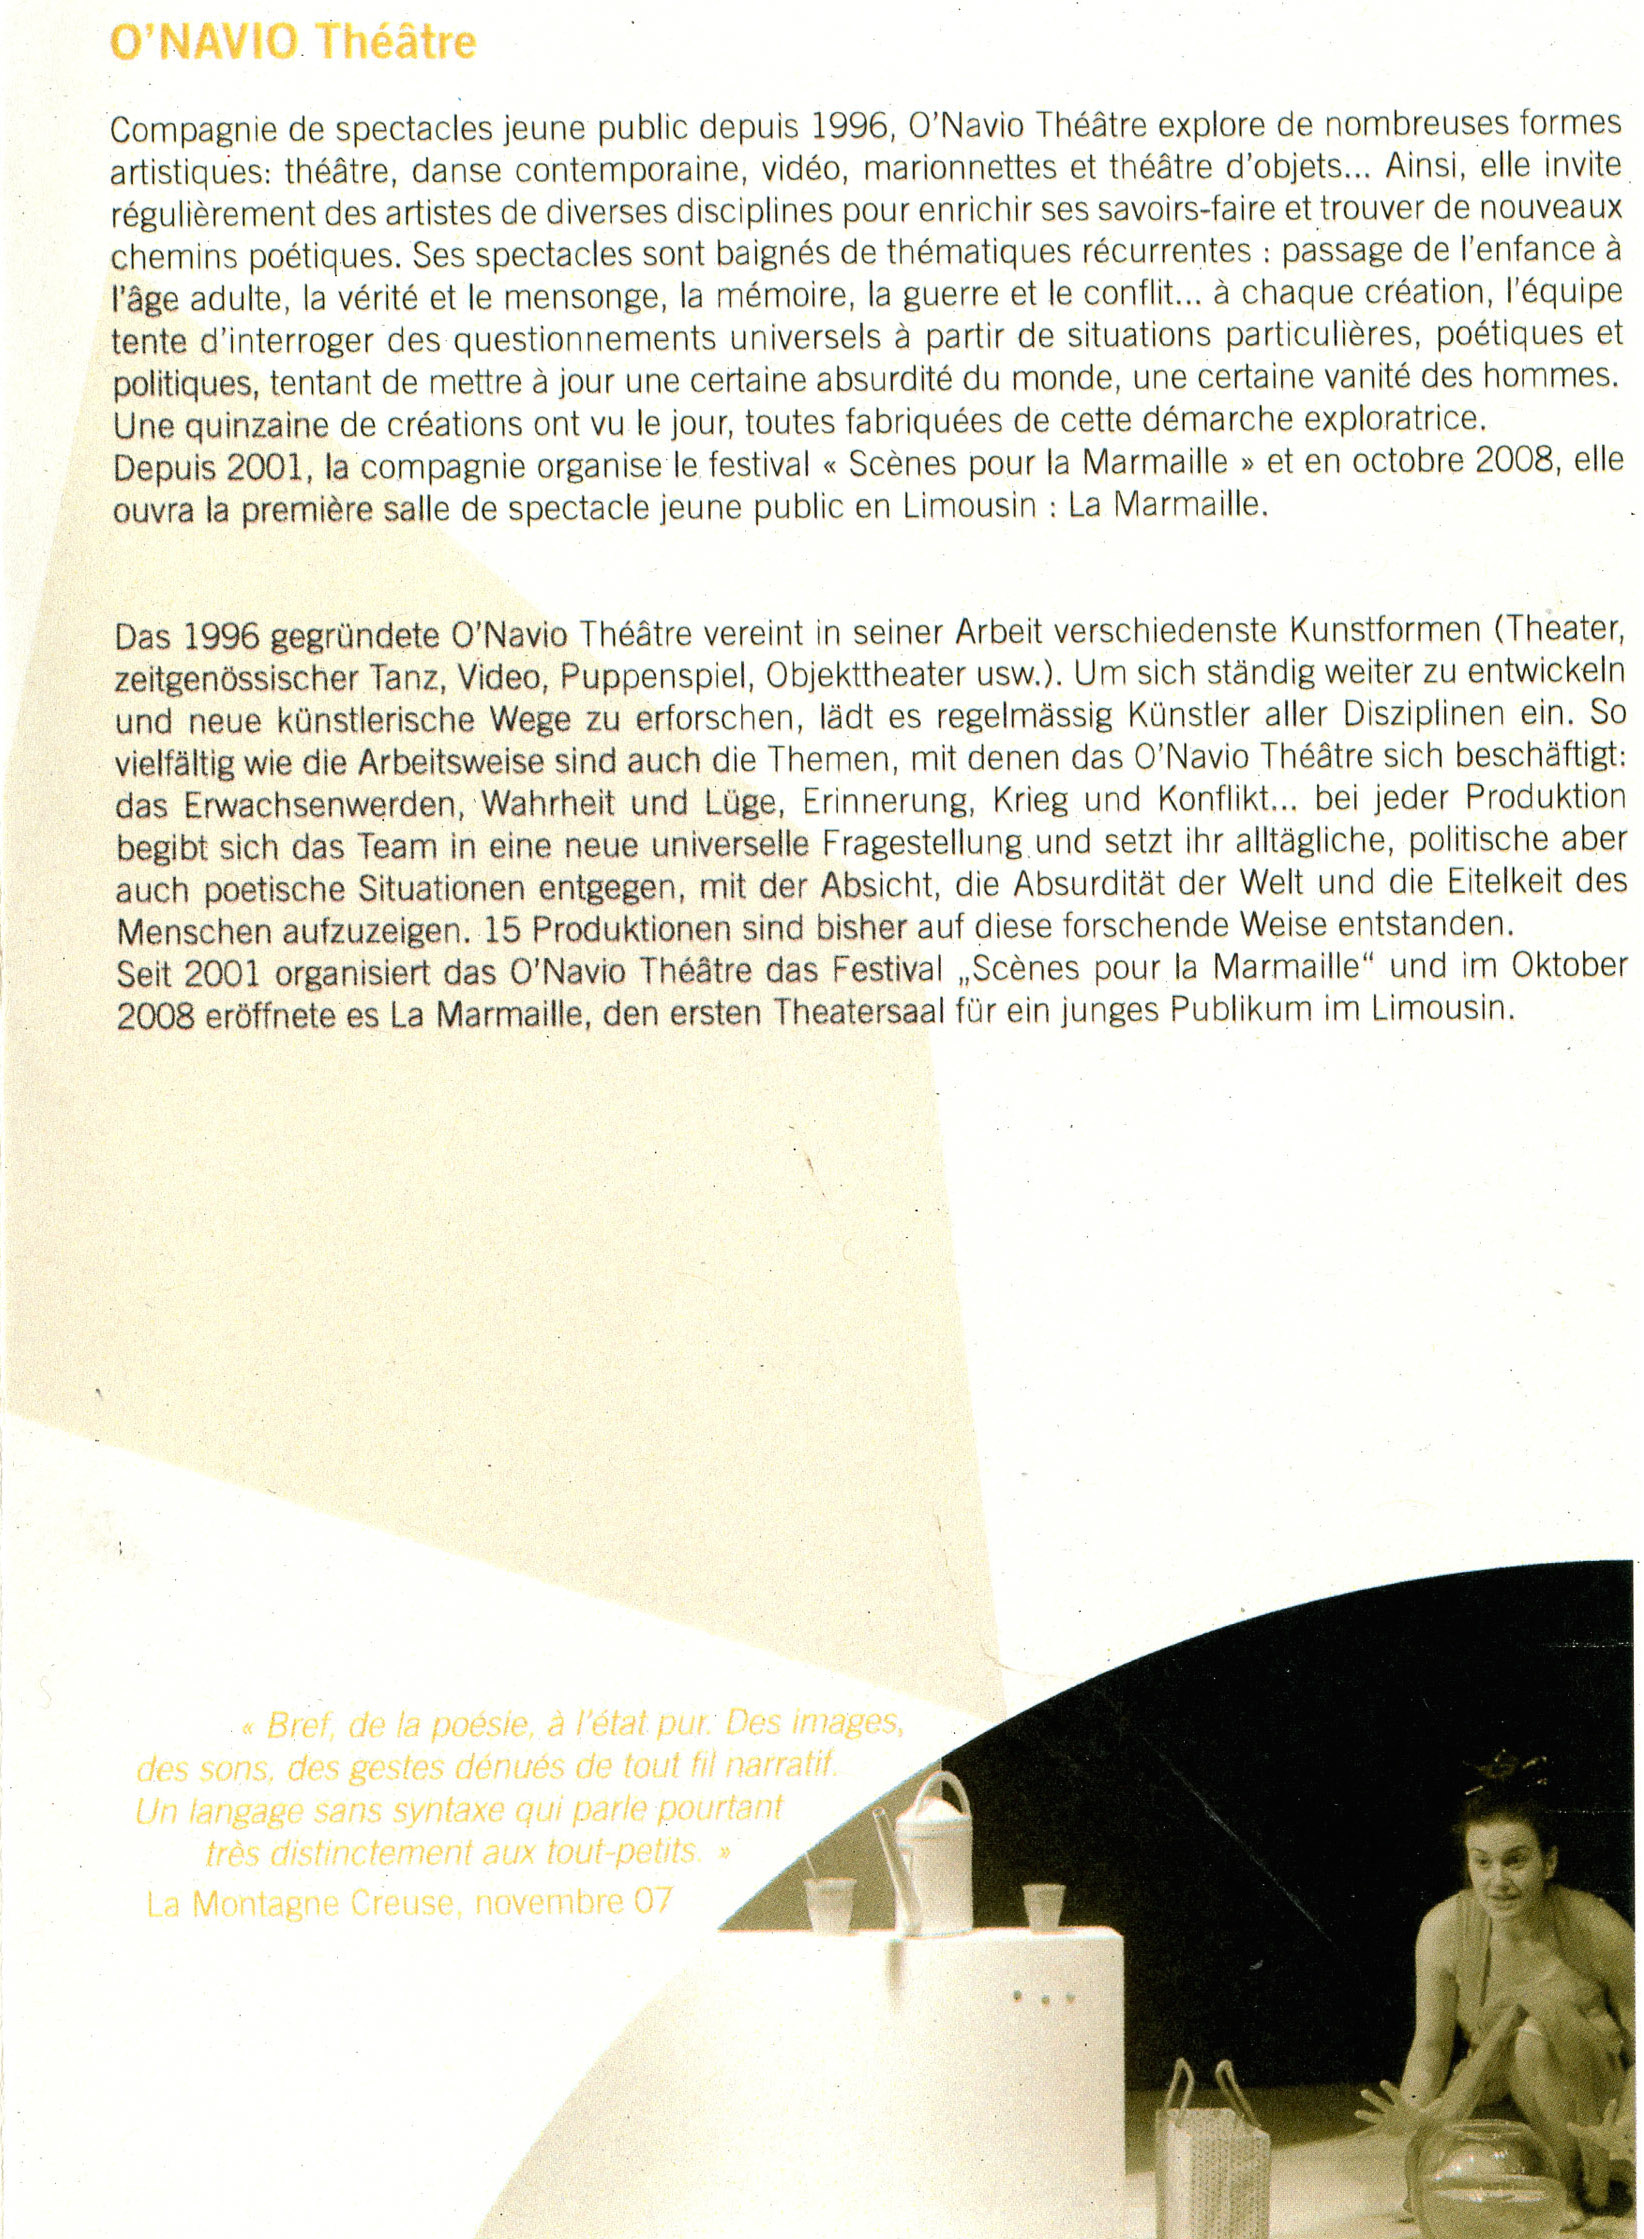 O'NAVIO Théâtre
Compagnie de spectacles jeune public depuis 1996, O'Navio Théâtre explore de nombreuses formes
artistiques: théâtre, danse contemporaine, vidéo, marionnettes et théâtre d'objets... Ainsi, elle invite
régulièrement des artistes de diverses disciplines pour enrichir ses savoirs-faire et trouver de nouveaux
chemins poétiques. Ses spectacles sont baignés de thématiques récurrentes : passage de l'enfance à
l'âge adulte, la vérité et le mensonge, la mémoire, la guerre et le conflit... à chaque création, l'équipe
tente d'interroger des questionnements universels à partir de situations particulières, poétiques et
politiques, tentant de mettre à jour une certaine absurdité du monde, une certaine vanité des hommes.
Une quinzaine de créations ont vu le jour, toutes fabriquées de cette démarche exploratrice.
Depuis 2001, la compagnie organise le festival « Scènes pour la Marmaille » et en octobre 2008, elle
ouvra la première salle de spectacle jeune public en Limousin : La Marmaille.
Das 1996 gegründete O'Navio Théâtre vereint in seiner Arbeit verschiedenste Kunstformen (Theater,
zeitgenössischer Tanz, Video, Puppenspiel, Objekttheater usw.). Um sich ständig weiter zu entwickeln
und neue künstlerische Wege zu erforschen, lädt es regelmässig Künstler aller Disziplinen ein. So
vielfältig wie die Arbeitsweise sind auch die Themen, mit denen das O'Navio Théâtre sich beschäftigt:
das Erwachsenwerden, Wahrheit und Lüge, Erinnerung, Krieg und Konflikt... bei jeder Produktion
begibt sich das Team in eine neue universelle Fragestellung und setzt ihr alltägliche, politische aber
auch poetische Situationen entgegen, mit der Absicht, die Absurdität der Welt und die Eitelkeit des
Menschen aufzuzeigen. 15 Produktionen sind bisher auf diese forschende Weise entstanden.
Seit 2001 organisiert das O'Navio Théâtre das Festival „Scènes pour la Marmaille“ und im Oktober
2008 eröffnete es La Marmaille, den ersten Theatersaal für ein junges Publikum im Limousin.
« Bref, de la poésie, à l'état pur. Des images,
des sons, des gestes dénués de tout fil narratif.
Un langage sans syntaxe qui parle pourtant
très distinctement aux tout-petits. »
La Montagne Creuse, novembre 07